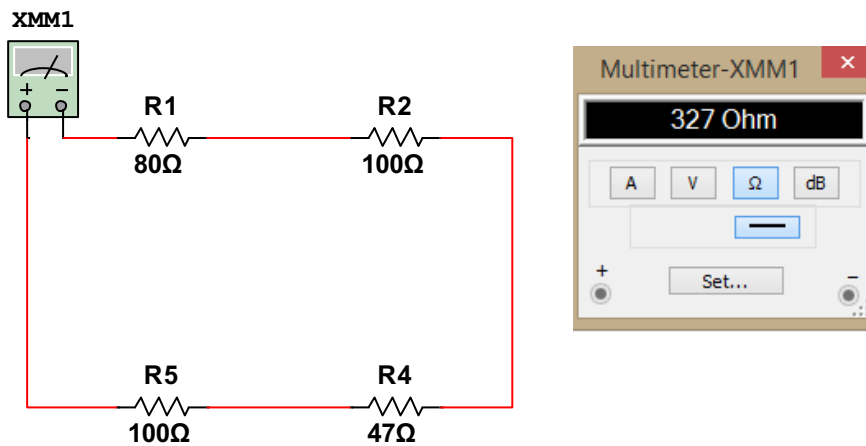 XMM1
+ −
R1
80Ω
R2
100Ω
R5
100Ω
R4
47Ω
Multimeter-XMM1 ×
327 Ohm
A V Ω dB
+ Set... −